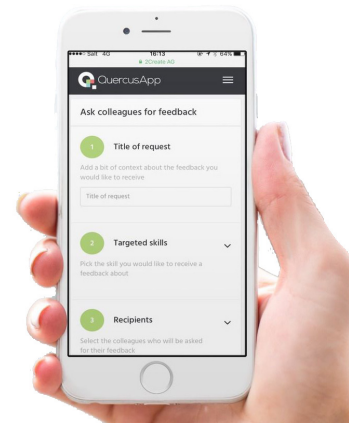 Salt 4G 16:13 64%
2Create AG
QuercusApp
Ask colleagues for feedback
1 Title of request
Add a bit of context about the feedback you
would like to receive
Title of request
2 Targeted skills
Pick the skill you would like to receive a
feedback about
3 Recipients
Select the colleagues who will be asked
for their feedback